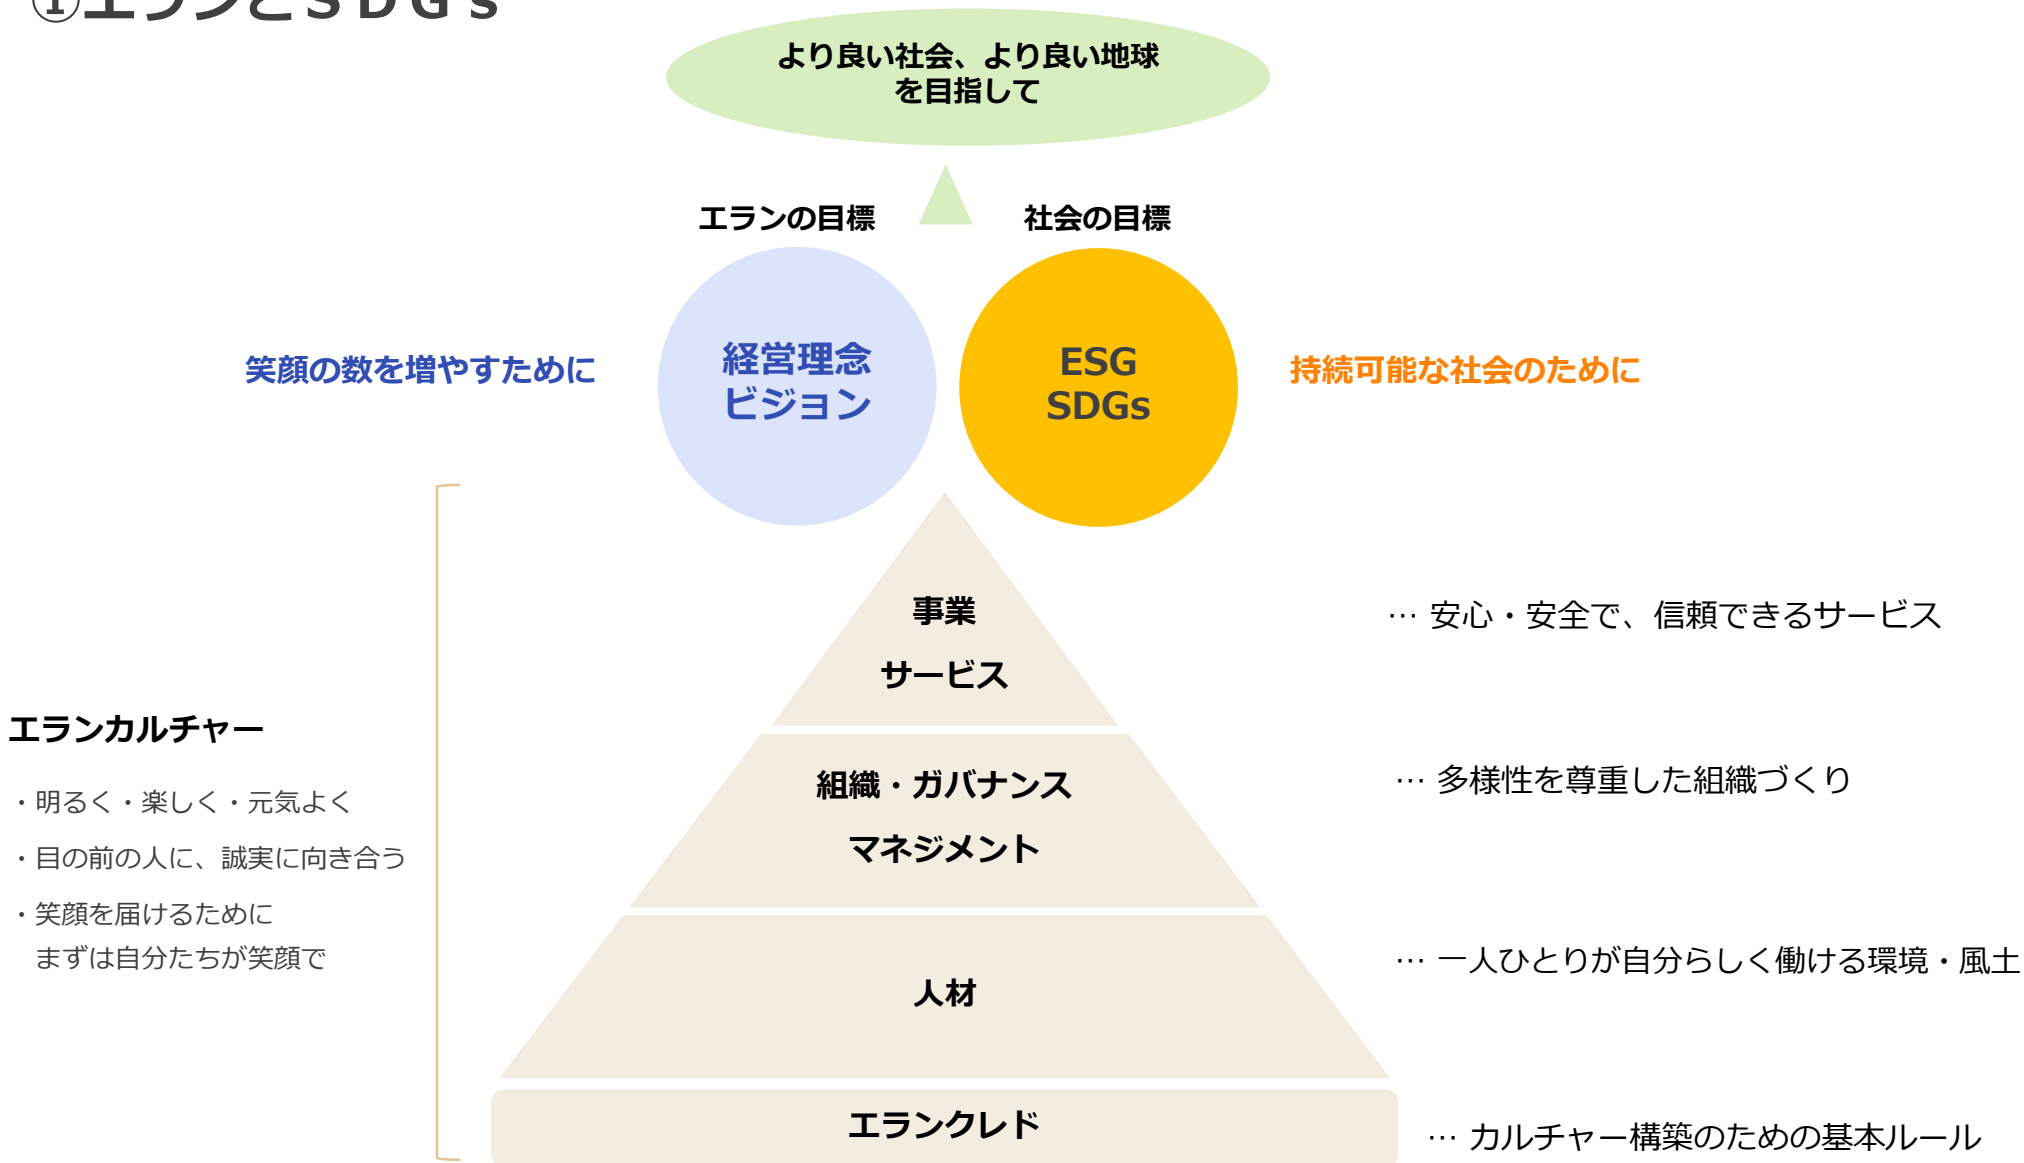 ①エランとＳＤＧｓ
より良い社会、より良い地球
を目指して
エランの目標
社会の目標
笑顔の数を増やすために
経営理念
ビジョン
ESG
SDGs
持続可能な社会のために
事業
サービス
… 安心・安全で、信頼できるサービス
エランカルチャー
・明るく・楽しく・元気よく
・目の前の人に、誠実に向き合う
・笑顔を届けるために
まずは自分たちが笑顔で
組織・ガバナンス
マネジメント
… 多様性を尊重した組織づくり
人材
… 一人ひとりが自分らしく働ける環境・風土
エランクレド
… カルチャー構築のための基本ルール